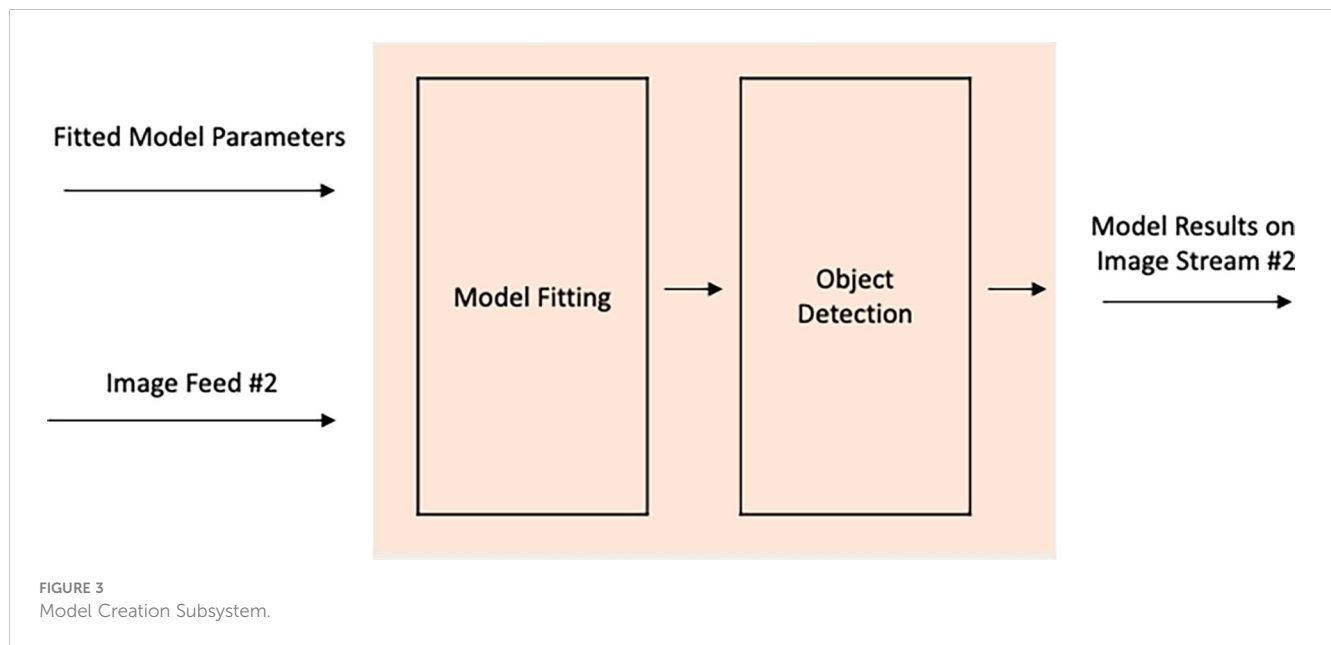 Fitted Model Parameters
Image Feed #2
Model Fitting
Object
Detection
Model Results on
Image Stream #2
FIGURE 3
Model Creation Subsystem.